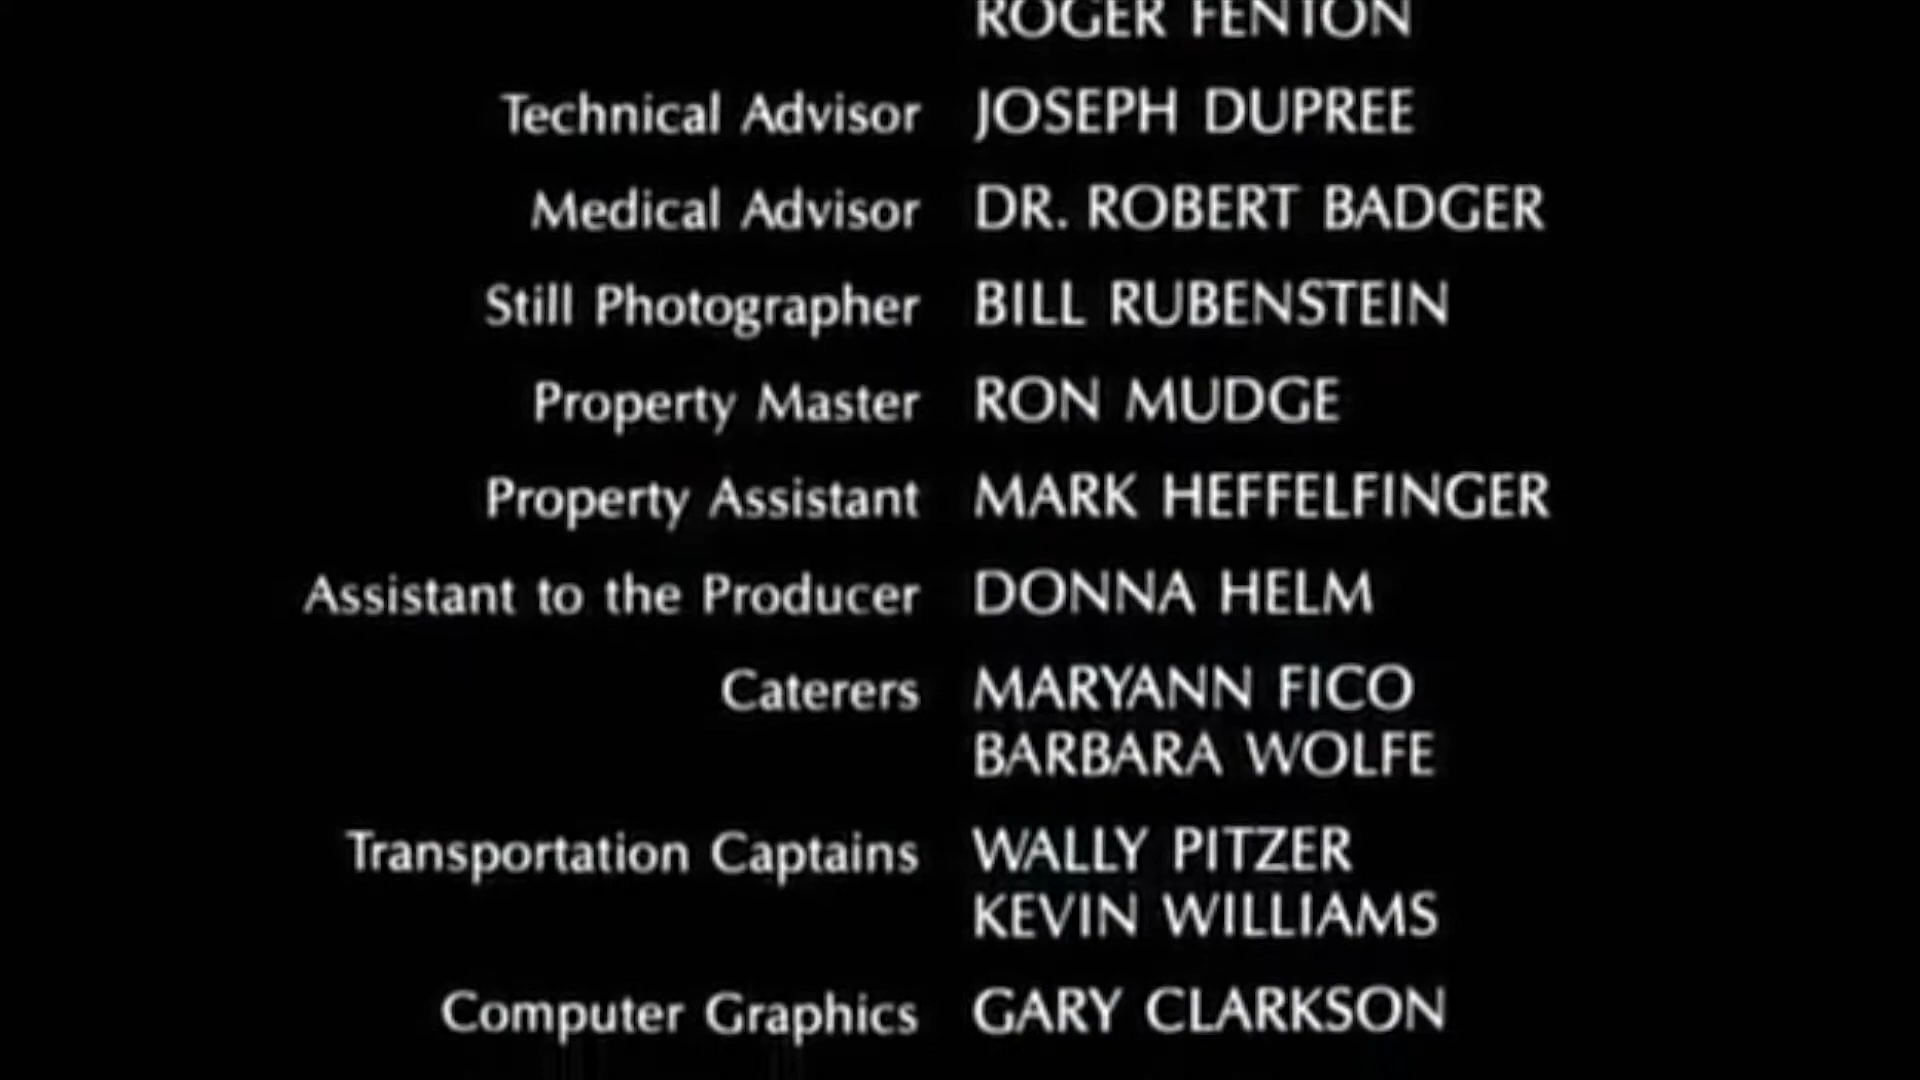 ROGER FENTON
Technical Advisor JOSEPH DUPREE
Medical Advisor DR. ROBERT BADGER
Still Photographer BILL RUBENSTEIN
Property Master RON MUDGE
Property Assistant MARK HEFFELFINGER
Assistant to the Producer DONNA HELM
Caterers MARYANN FICO
BARBARA WOLFE
Transportation Captains WALLY PITZER
KEVIN WILLIAMS
Computer Graphics GARY CLARKSON